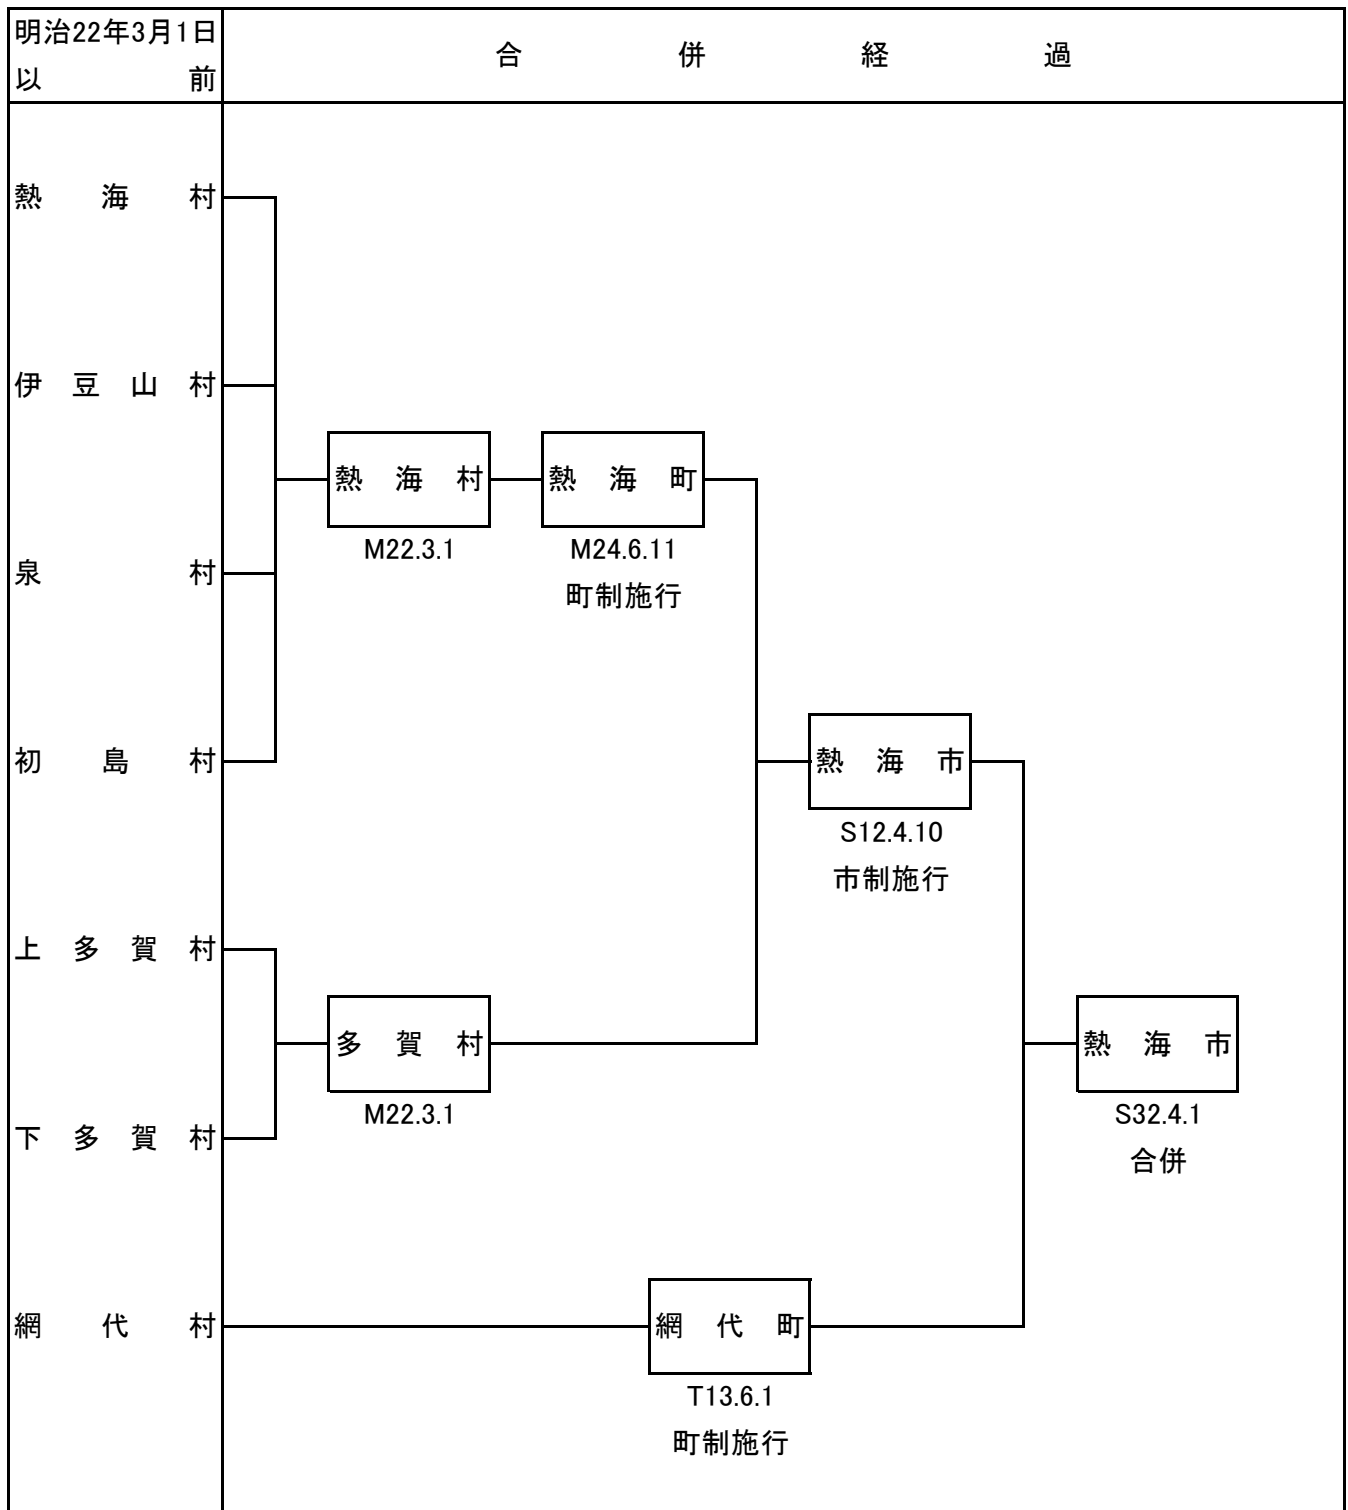 明治22年3月1日
以前
合併経過
熱海村
伊豆山村
熱海村
熱海町
M22.3.1
M24.6.11
町制施行
泉村
初島村
熱海市
S12.4.10
市制施行
上多賀村
多賀村
M22.3.1
熱海市
S32.4.1
合併
下多賀村
網代村
網代町
T13.6.1
町制施行